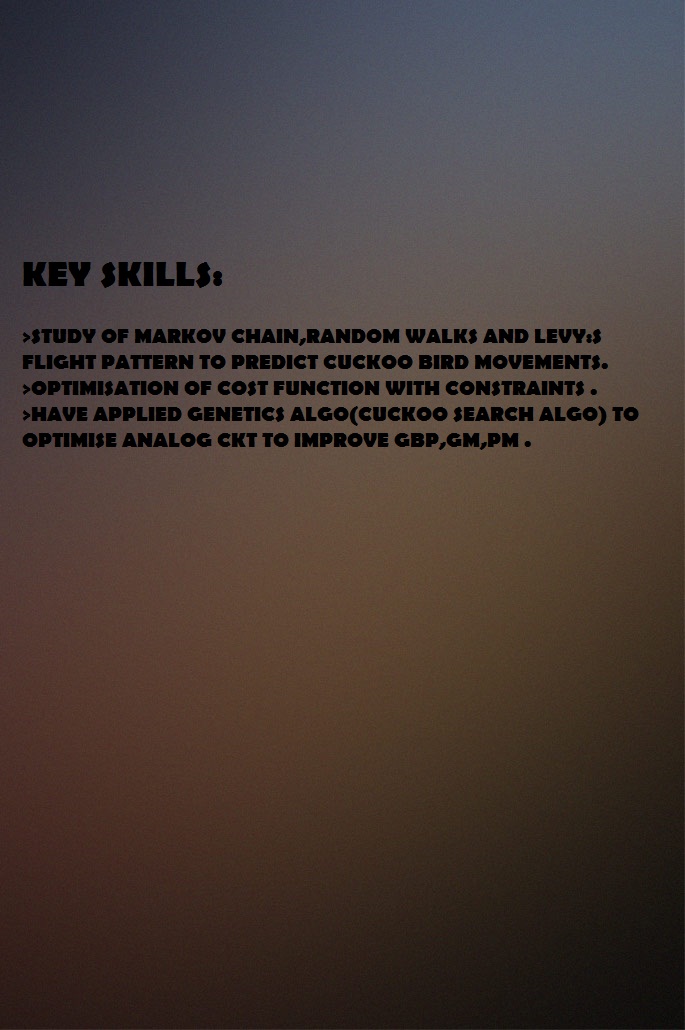 KEY SKILLS:
>STUDY OF MARKOV CHAIN,RANDOM WALKS AND LEVY:S
FLIGHT PATTERN TO PREDICT CUCKOO BIRD MOVEMENTS.
>OPTIMISATION OF COST FUNCTION WITH CONSTRAINTS .
>HAVE APPLIED GENETICS ALGO(CUCKOO SEARCH ALGO) TO
OPTIMISE ANALOG CKT TO IMPROVE GBP,GM,PM .